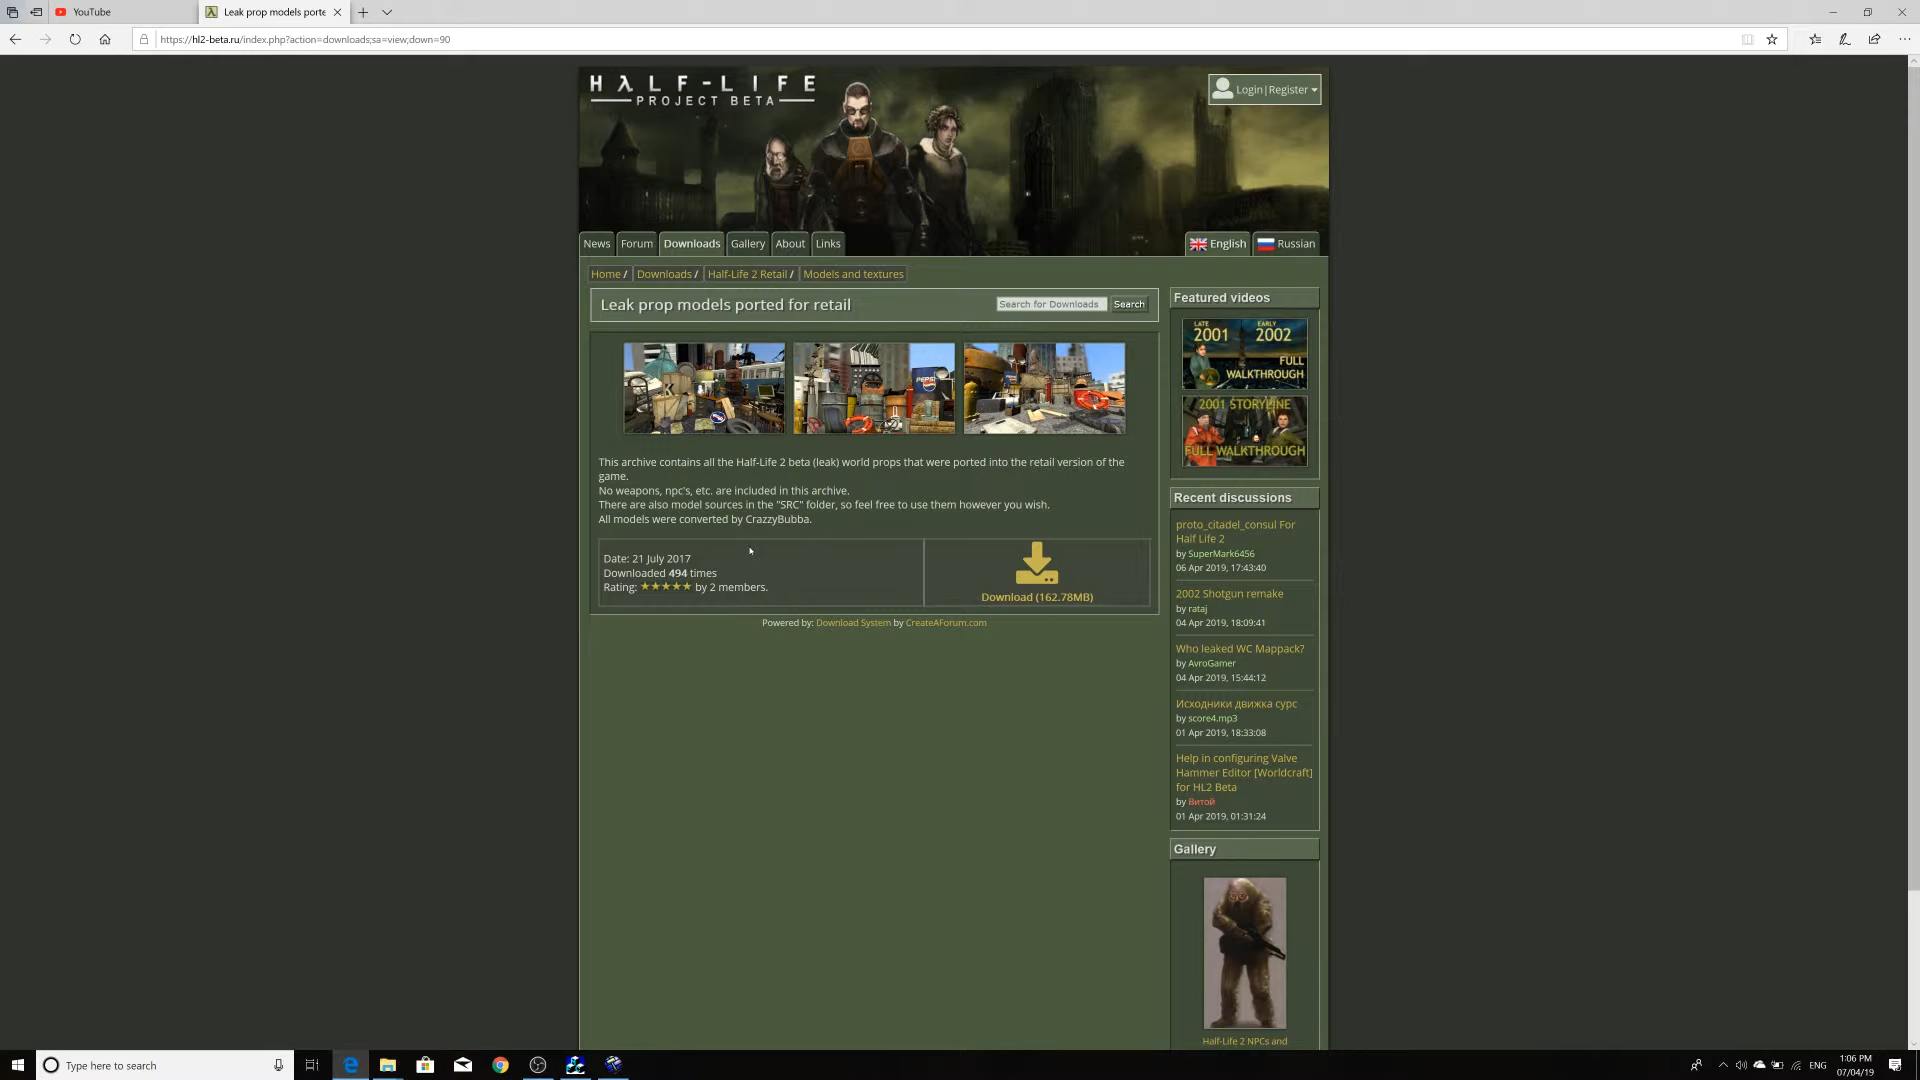 YouTube
Leak prop models porte
https://hl2-beta.ru/index.php?action=downloads;sa=view;down=90
HλLF-LIFE
PROJECT BETA
Login|Register
News
Forum
Downloads
Gallery
About
Links
English
Russian
Home /
Downloads /
Half-Life 2 Retail /
Models and textures
Leak prop models ported for retail
Search for Downloads
Search
K
PEPSI
This archive contains all the Half-Life 2 beta (leak) world props that were ported into the retail version of the
game.
No weapons, npc's, etc. are included in this archive.
There are also model sources in the "SRC" folder, so feel free to use them however you wish.
All models were converted by CrazzyBubba.
Date: 21 July 2017
Downloaded 494 times
Rating: ★★★★★ by 2 members.
Download (162.78MB)
Powered by: Download System by CreateAForum.com
Featured videos
LATE
2001
EARLY
2002
FULL
WALKTHROUGH
2001 STORYLINE
FULL WALKTHROUGH
Recent discussions
proto_citadel_consul For
Half Life 2
by SuperMark6456
06 Apr 2019, 17:43:40
2002 Shotgun remake
by rataj
04 Apr 2019, 18:09:41
Who leaked WC Mappack?
by AvroGamer
04 Apr 2019, 15:44:12
Исходники движка сурс
by score4.mp3
01 Apr 2019, 18:33:08
Help in configuring Valve
Hammer Editor [Worldcraft]
for HL2 Beta
by Витой
01 Apr 2019, 01:31:24
Gallery
Half-Life 2 NPCs and
Type here to search
ENG
1:06 PM
07/04/19